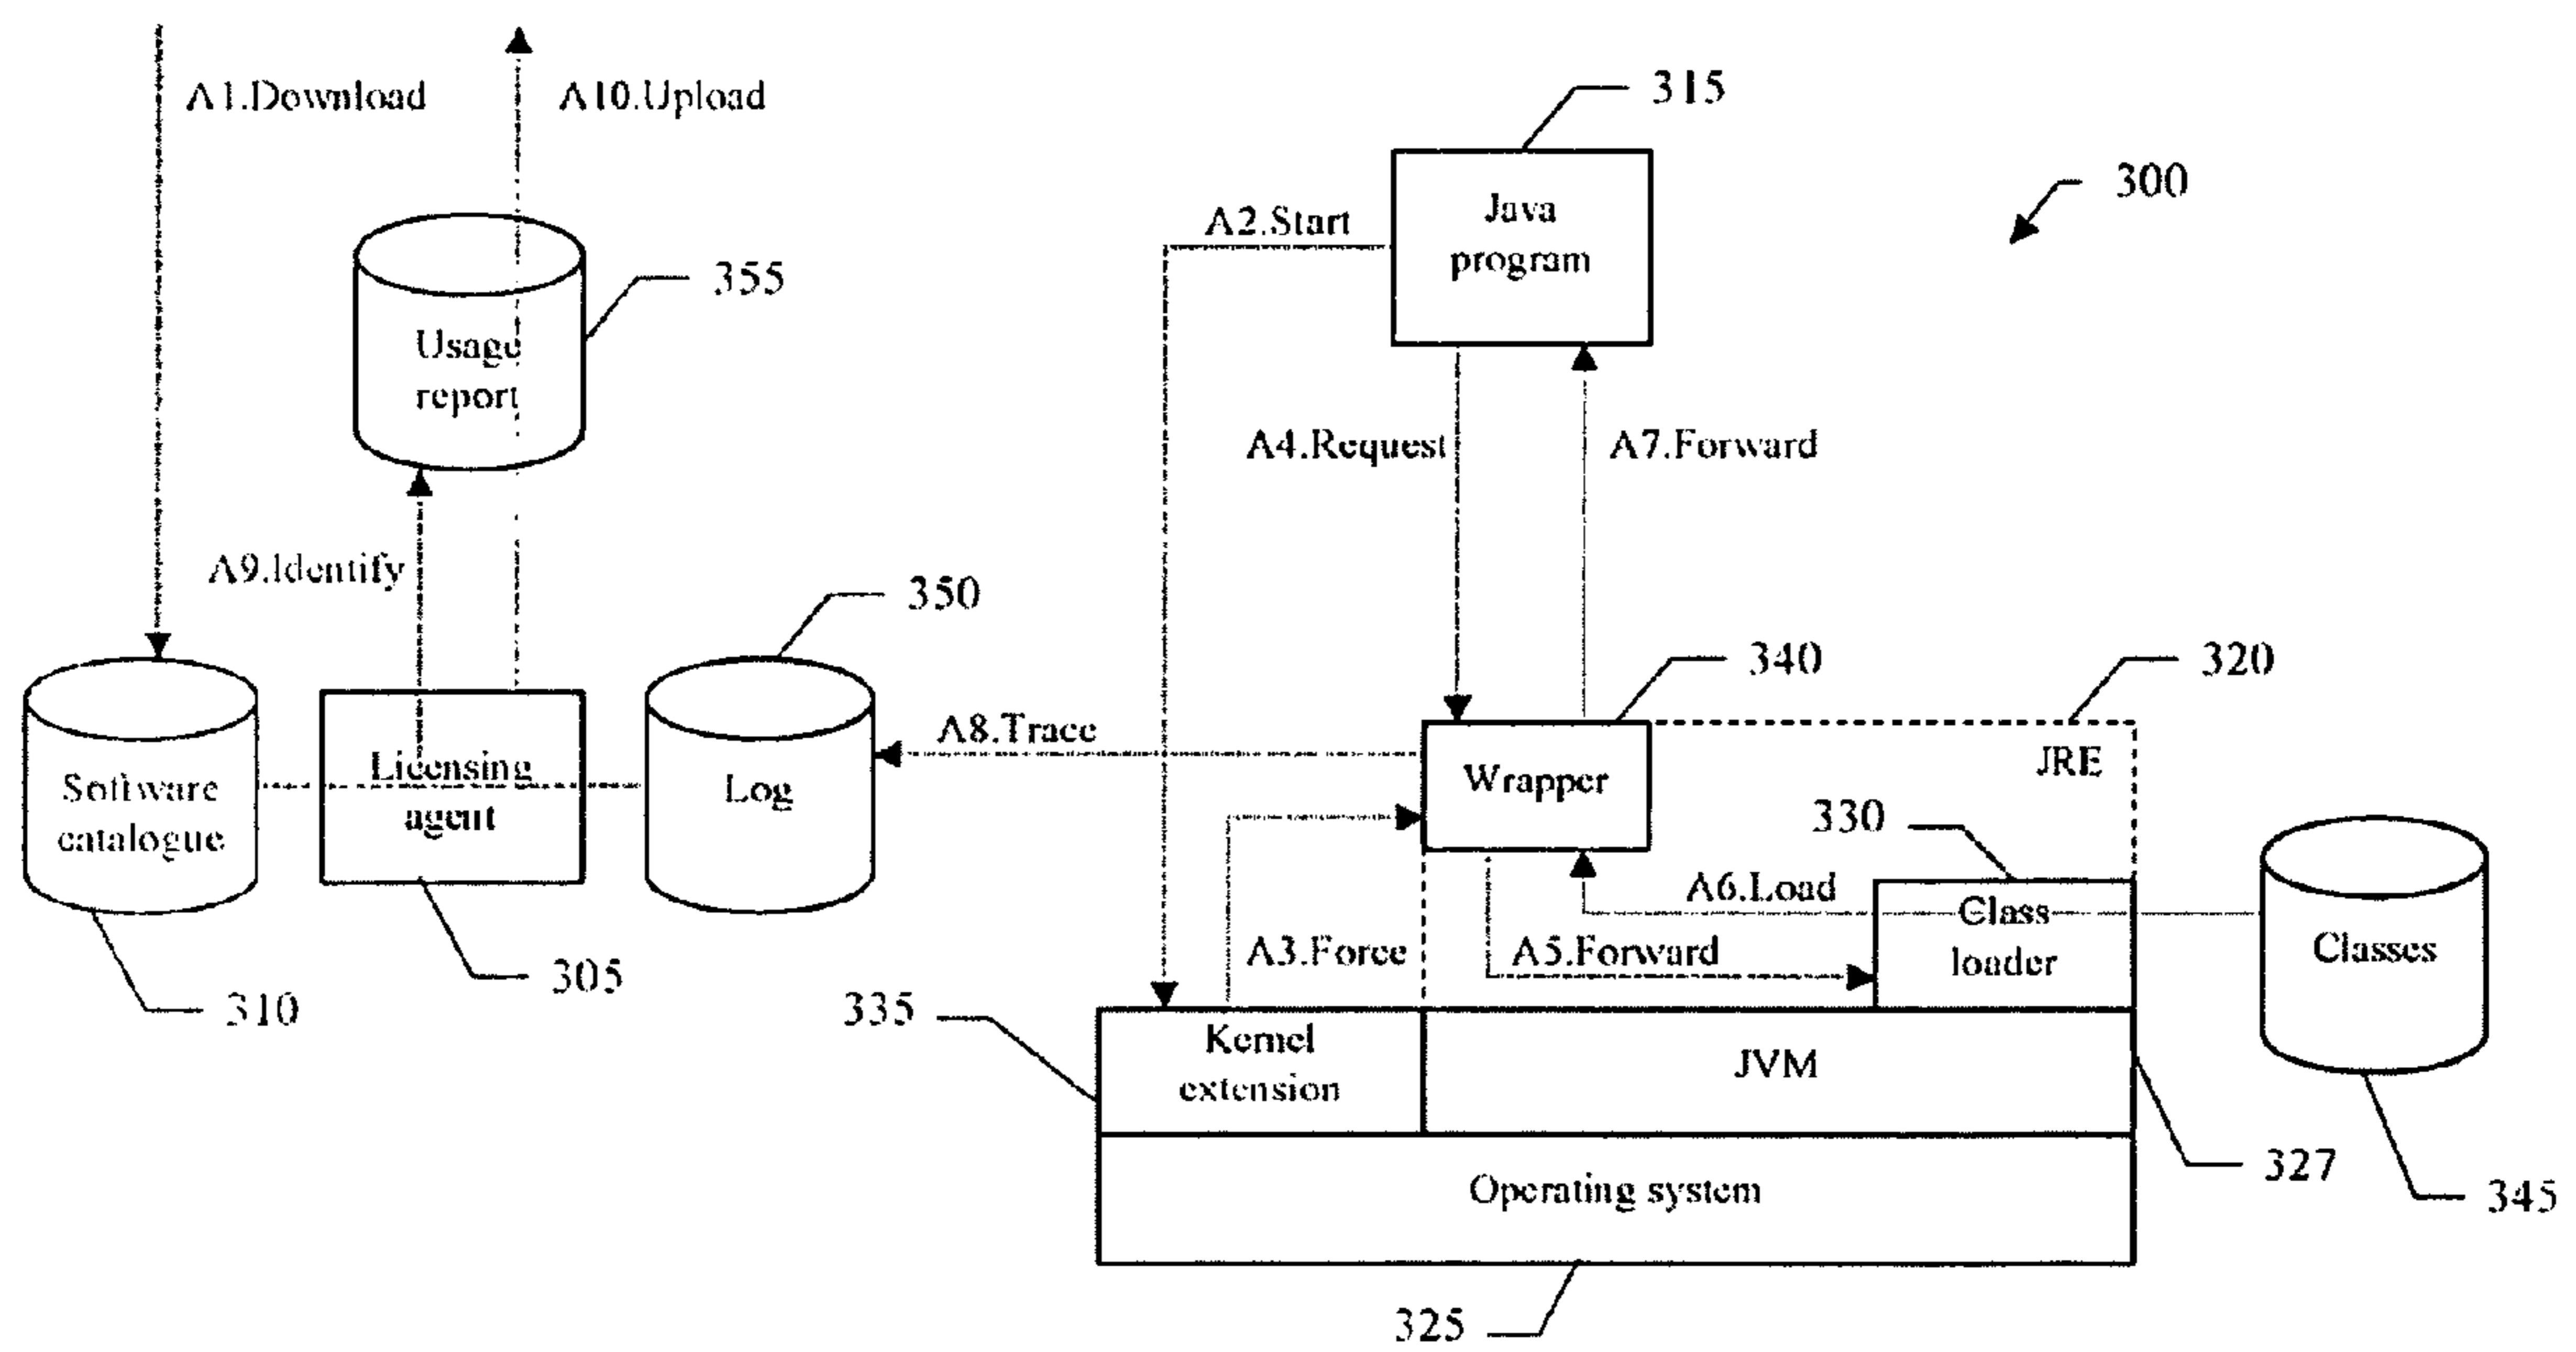 A1.Download
A10.Upload
315
Java
program
300
A2.Start
355
Usage
report
A4.Request
A7.Forward
A9.Identify
350
340
320
A8.Trace
JRE
Software
catalogue
Licensing
agent
Log
Wrapper
330
A6.Load
Class
loader
A3.Force
A5.Forward
Classes
310
305
335
Kernel
extension
JVM
327
345
Operating system
325